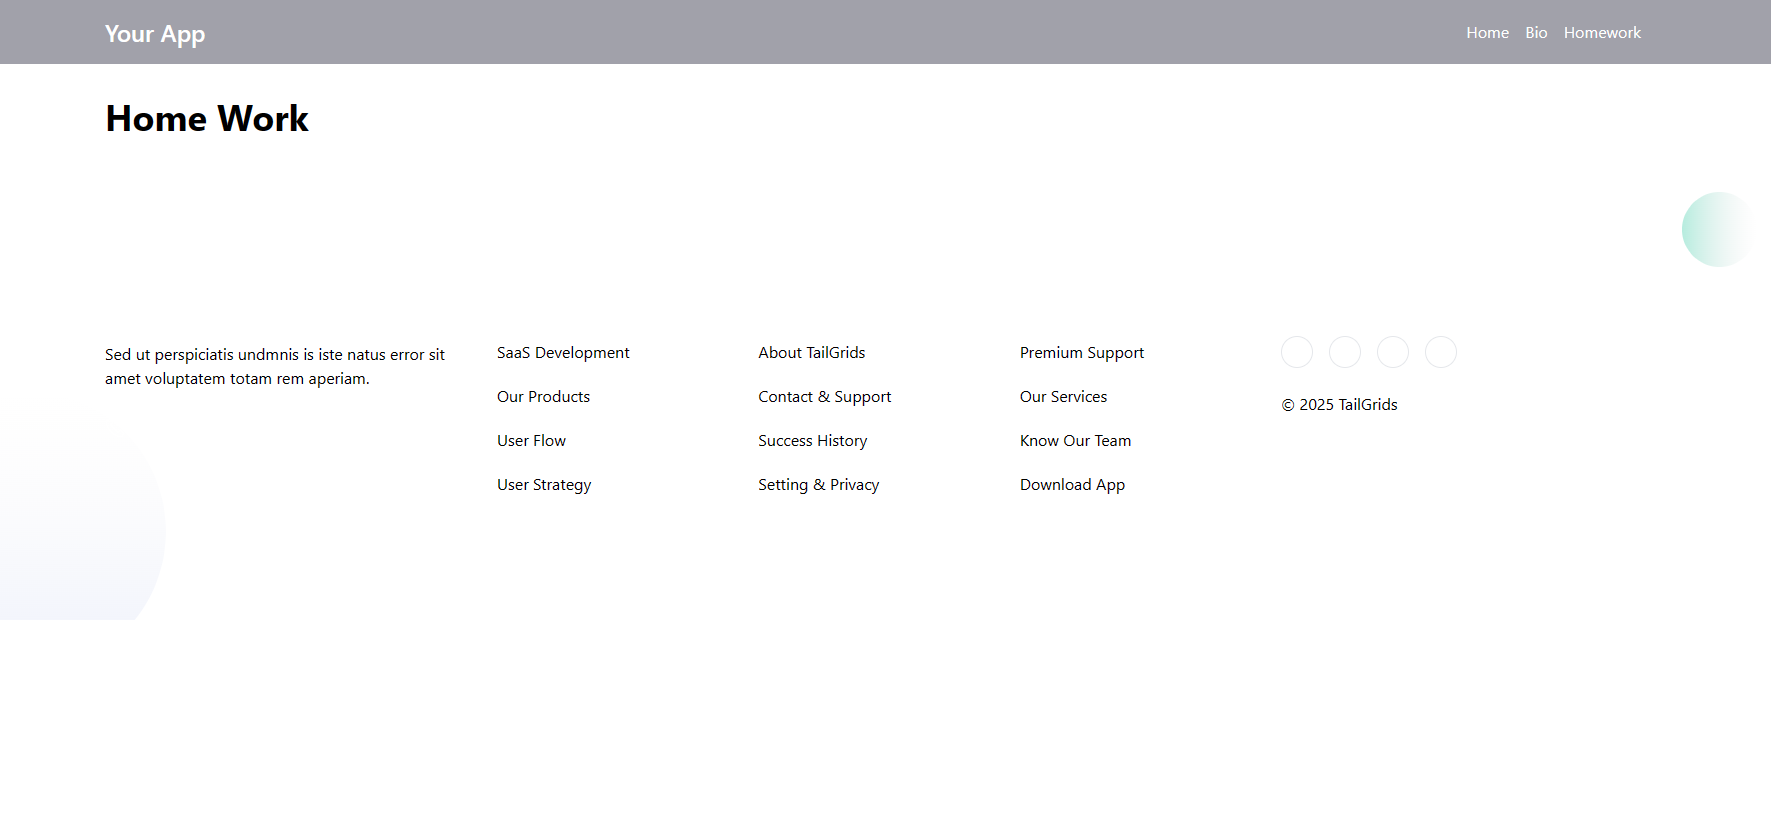 Your App
Home Bio Homework
Home Work
Sed ut perspiciatis undmnis is iste natus error sit
amet voluptatem totam rem aperiam.
SaaS Development
Our Products
User Flow
User Strategy
About TailGrids
Contact & Support
Success History
Setting & Privacy
Premium Support
Our Services
Know Our Team
Download App
© 2025 TailGrids